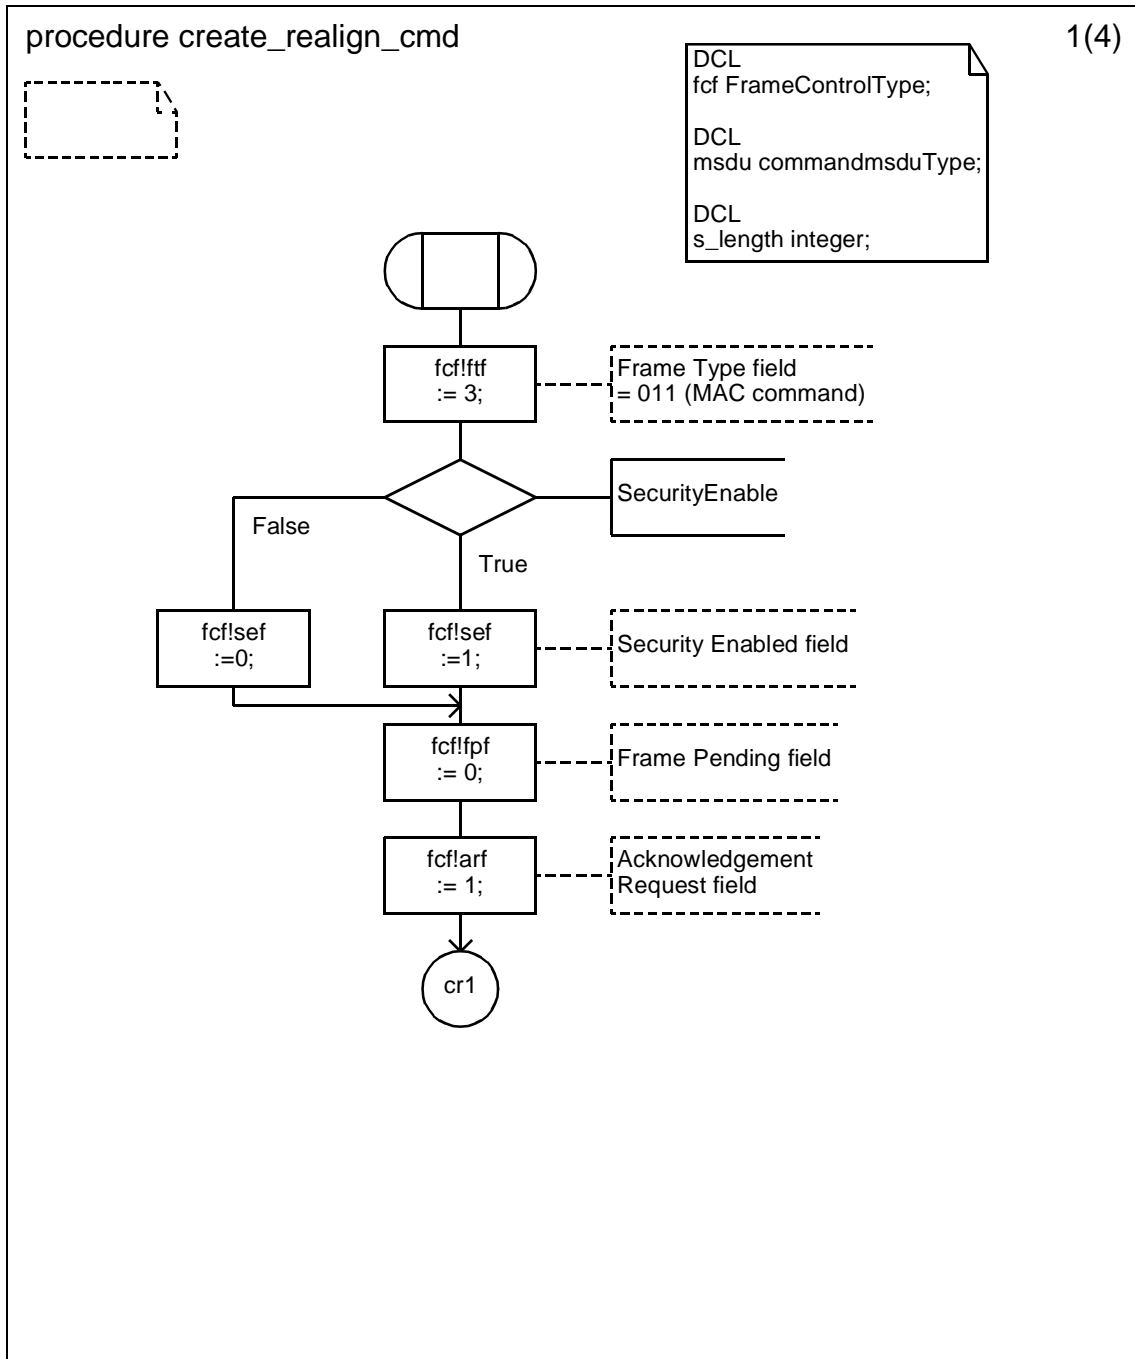 procedure create_realign_cmd
1(4)
DCL
fcf FrameControlType;
DCL
msdu commandmsduType;
DCL
s_length integer;
fcf!ftf
:= 3;
Frame Type field
= 011 (MAC command)
SecurityEnable
False
True
fcf!sef
:=0;
fcf!sef
:=1;
Security Enabled field
fcf!fpf
:= 0;
Frame Pending field
fcf!arf
:= 1;
Acknowledgement
Request field
cr1